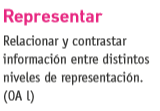 Representar
Relacionar y contrastar
información entre distintos
niveles de representación.
(OA l)